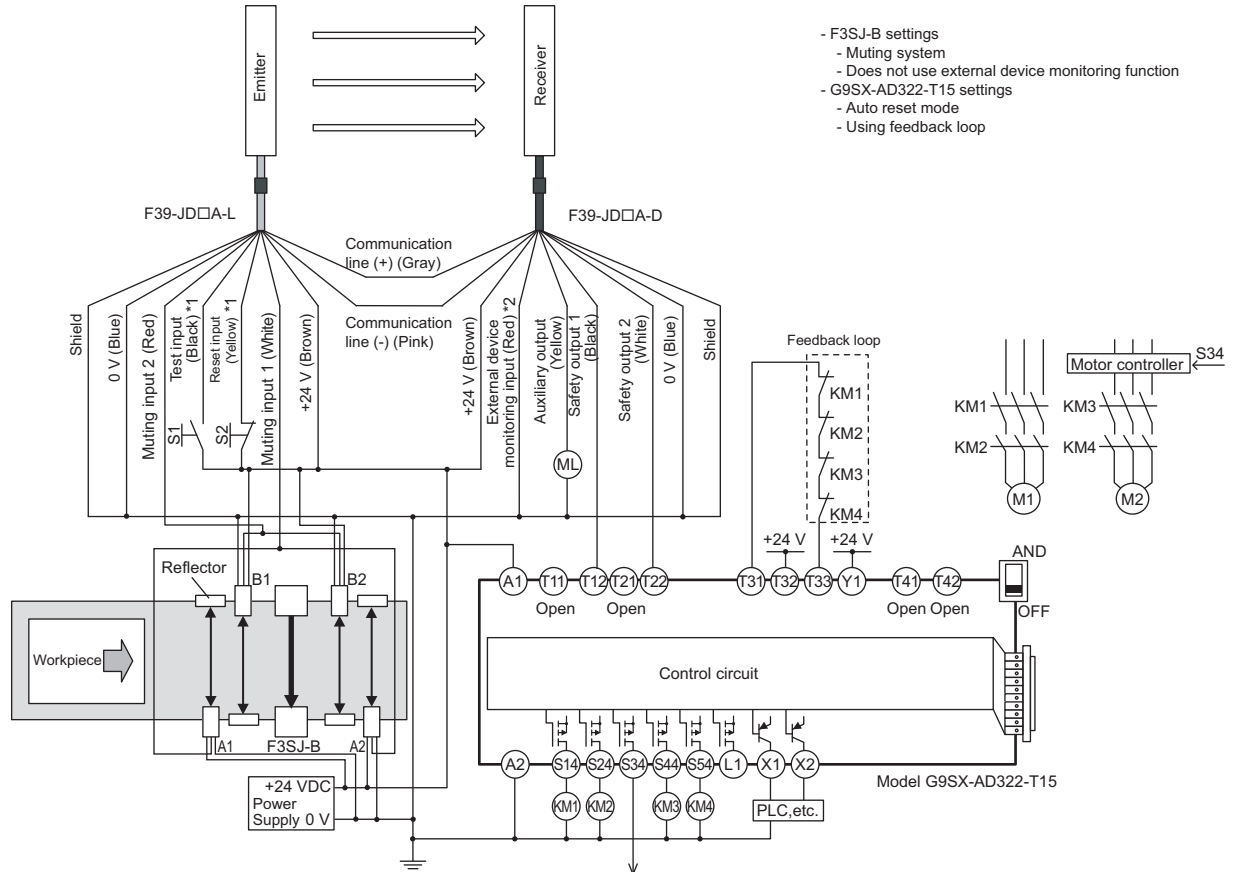 - F3SJ-B settings
- Muting system
- Does not use external device monitoring function
- G9SX-AD322-T15 settings
- Auto reset mode
- Using feedback loop
Emitter
Receiver
F39-JD□A-L
F39-JD□A-D
Communication
line (+) (Gray)
Communication
line (-) (Pink)
Shield
0 V (Blue)
Muting input 2 (Red)
Test input
(Black) *1
Reset input
(Yellow) *1
Muting input 1 (White)
+24 V (Brown)
+24 V (Brown)
External device
monitoring input (Red) *2
Auxiliary output
(Yellow)
Safety output 1
(Black)
Safety output 2
(White)
0 V (Blue)
Shield
S1
S2
ML
Feedback loop
KM1
KM2
KM3
KM4
Motor controller
S34
KM1
KM2
KM3
KM4
M1
M2
+24 V
+24 V
AND
OFF
A1
T11
T12
T21
T22
T31
T32
T33
Y1
T41
T42
Open
Open
Open
Open
Reflector
B1
B2
Workpiece
A1
F3SJ-B
A2
Control circuit
A2
S14
S24
S34
S44
S54
L1
X1
X2
Model G9SX-AD322-T15
KM1
KM2
KM3
KM4
PLC,etc.
+24 VDC
Power
Supply 0 V